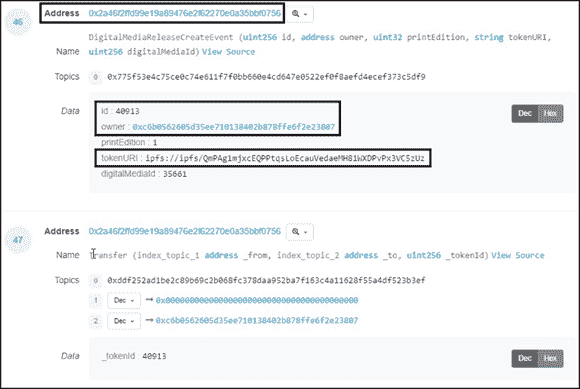 46
Address 0x2a46f2ffd99e19a89476e2f62270e0a35bbf0756
DigitalMediaReleaseCreateEvent (uint256 id, address owner, uint32 printEdition, string tokenURI,
Name uint256 digitalMediaId) View Source
Topics 0 0x775f53e4c75ce0c74e611f7f0bb660e4cd647e0522ef0f8aefd4ecef373c5df9
Data
id : 40913
Dec Hex
owner : 0xc6b0562605d35ee710138402b878ffe6f2e23807
printEdition : 1
tokenURI : ipfs://ipfs/QmPAg1mjxcEQPPtqsLoEcauVedaeMH81WXDPvPx3VC5zUz
digitalMediaId : 35661
47
Address 0x2a46f2ffd99e19a89476e2f62270e0a35bbf0756
Name Transfer (index_topic_1 address _from, index_topic_2 address _to, uint256 _tokenId) View Source
Topics 0 0xddf252ad1be2c89b69c2b068fc378daa952ba7f163c4a11628f55a4df523b3ef
1 Dec → 0x0000000000000000000000000000000000000000
2 Dec → 0xc6b0562605d35ee710138402b878ffe6f2e23807
Data _tokenId : 40913 Dec Hex